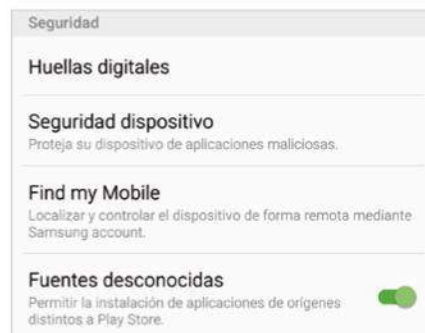 Seguridad
Huellas digitales
Seguridad dispositivo
Proteja su dispositivo de aplicaciones maliciosas.
Find my Mobile
Localizar y controlar el dispositivo de forma remota mediante
Samsung account.
Fuentes desconocidas
Permitir la instalación de aplicaciones de orígenes
distintos a Play Store.